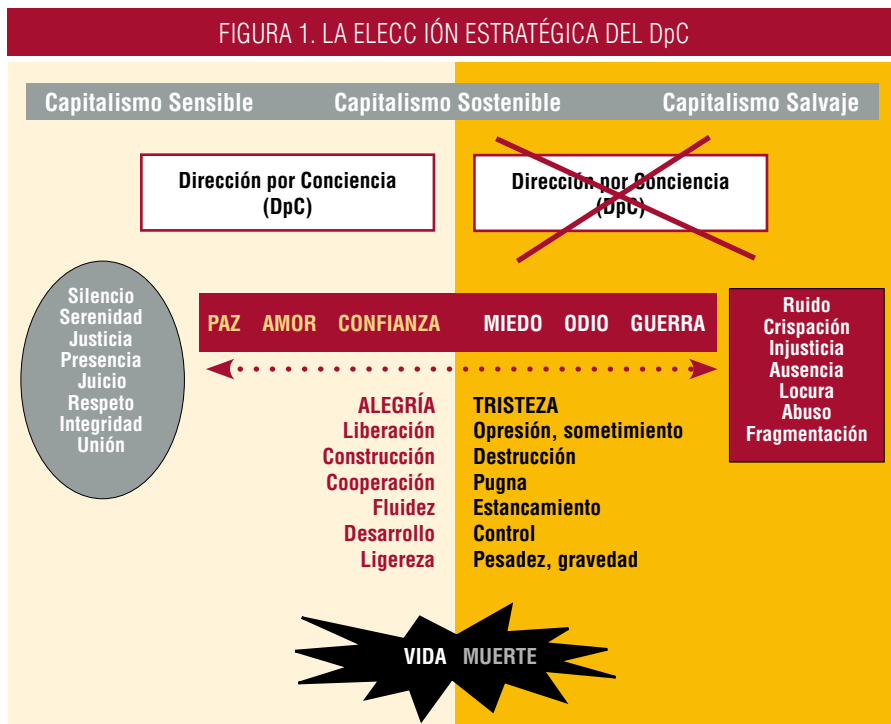 FIGURA 1. LA ELECC IÓN ESTRATÉGICA DEL DpC
Capitalismo Sensible Capitalismo Sostenible Capitalismo Salvaje
Dirección por Conciencia
(DpC)
Dirección por Conciencia
(DpC)
Silencio
Serenidad
Justicia
Presencia
Juicio
Respeto
Integridad
Unión
PAZ AMOR CONFIANZA MIEDO ODIO GUERRA
Ruido
Crispación
Injusticia
Ausencia
Locura
Abuso
Fragmentación
ALEGRÍA TRISTEZA
Liberación Opresión, sometimiento
Construcción Destrucción
Cooperación Pugna
Fluidez Estancamiento
Desarrollo Control
Ligereza Pesadez, gravedad
VIDA MUERTE